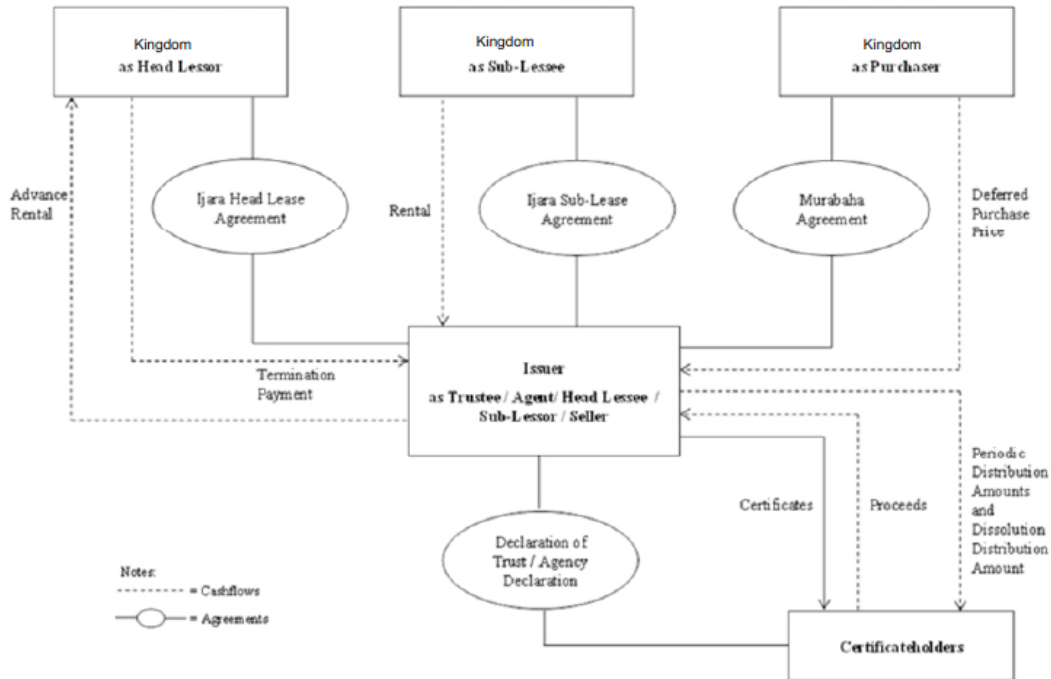 Kingdom
as Head Lessor
Kingdom
as Sub-Lessee
Kingdom
as Purchaser
Advance
Rental
Ijara Head Lease
Agreement
Rental
Ijara Sub-Lease
Agreement
Murabaha
Agreement
Deferred
Purchase
Price
Termination
Payment
Issuer
as Trustee / Agent/ Head Lessee /
Sub-Lessor / Seller
Certificates
Proceeds
Periodic
Distribution
Amounts
and
Dissolution
Distribution
Amount
Declaration of
Trust / Agency
Declaration
Notes:
= Cashflows
= Agreements
Certificateholders